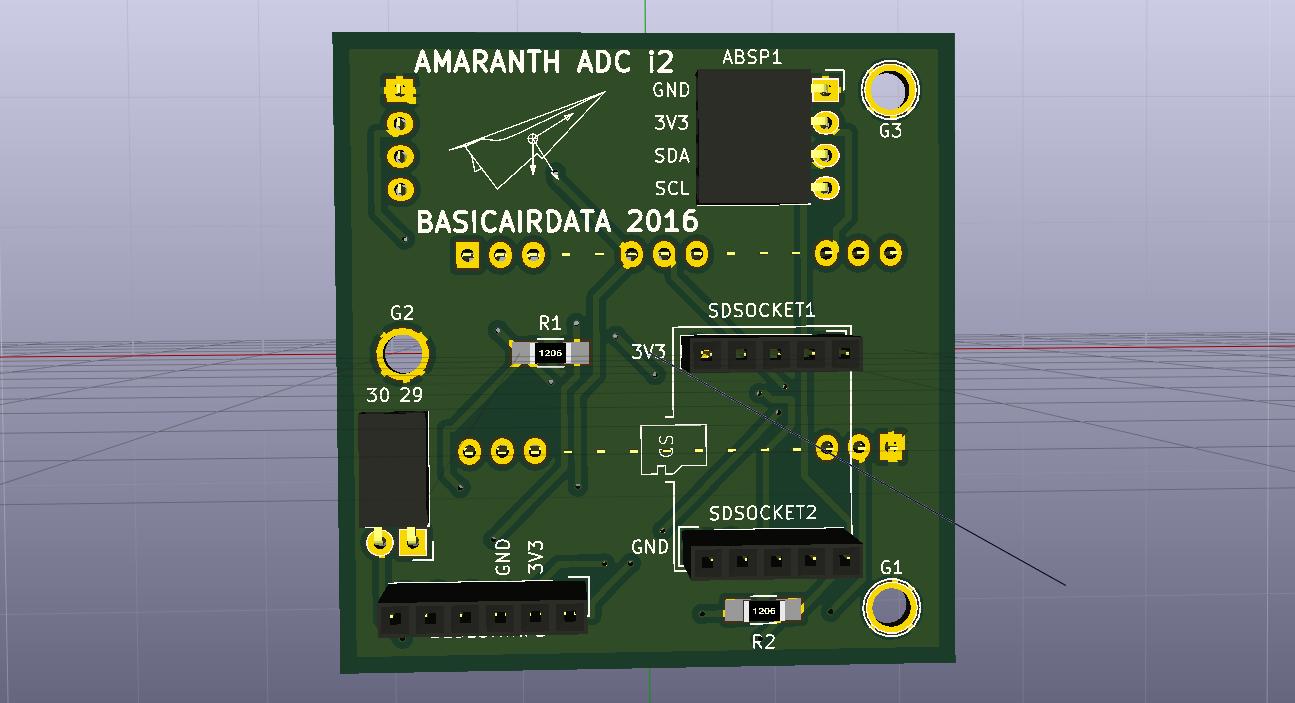 AMARANTH ADC i2
ABSP1
GND
3V3
SDA
SCL
G3
BASICAIRDATA 2016
G2
R1
1206
SDSOCKET1
3V3
30 29
SD
SDSOCKET2
GND
GND
3V3
G1
1206
R2